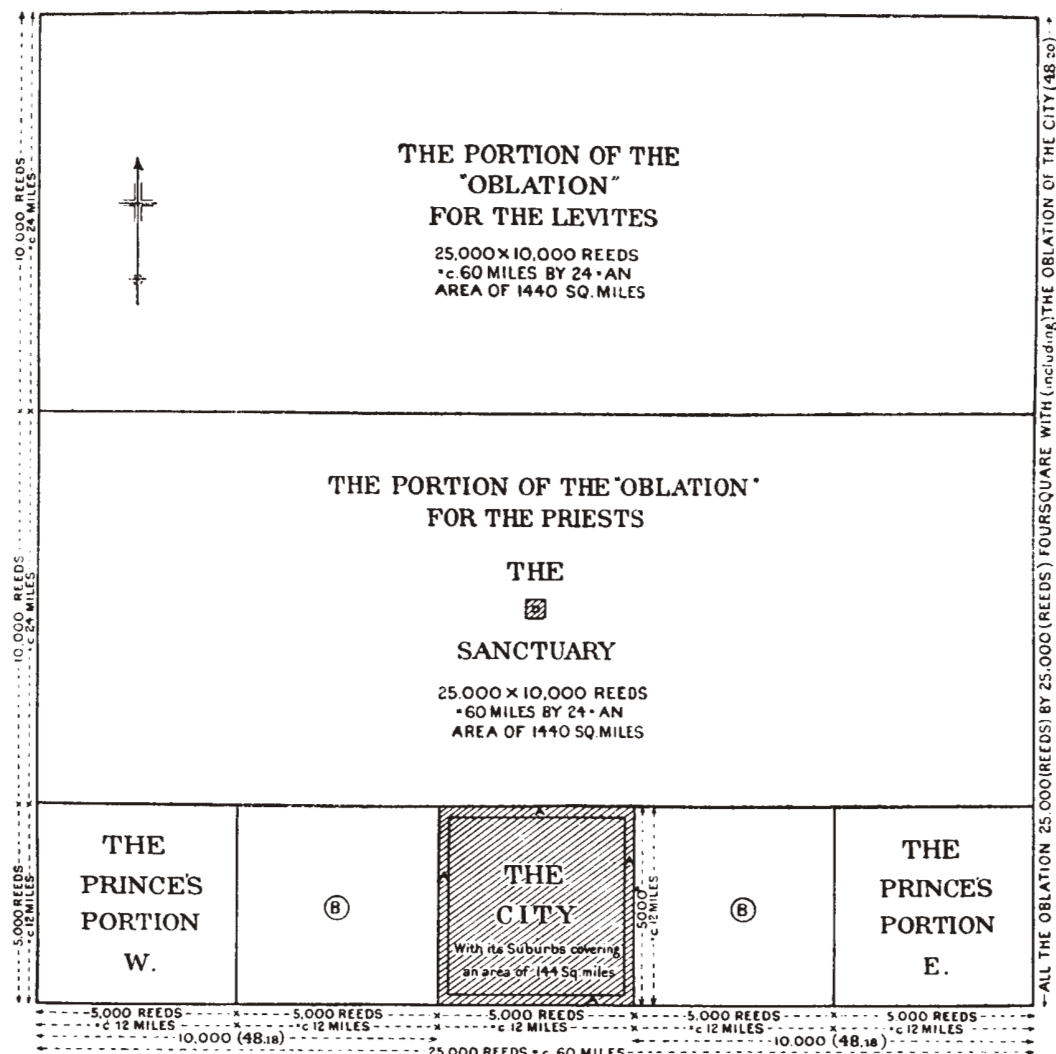 THE PORTION OF THE
"OBLATION"
FOR THE LEVITES
25,000 × 10,000 REEDS
=c. 60 MILES BY 24 = AN
AREA OF 1440 SQ. MILES
THE PORTION OF THE "OBLATION"
FOR THE PRIESTS
THE
SANCTUARY
25.000 × 10,000 REEDS
=60 MILES BY 24 = AN
AREA OF 1440 SQ. MILES
THE
PRINCE'S
PORTION
W.
B
THE
CITY
With its Suburbs covering
an area of 144 Sq. miles
5000
=c 12 MILES
B
THE
PRINCE'S
PORTION
E.
10,000 REEDS
=c 24 MILES
10,000 REEDS
=c 24 MILES
5,000 REEDS
=c 12 MILES
ALL THE OBLATION 25.000 (REEDS) BY 25.000 (REEDS) FOURSQUARE WITH (including) THE OBLATION OF THE CITY (48.20)
5,000 REEDS 5,000 REEDS 5,000 REEDS 5,000 REEDS 5,000 REEDS
=c 12 MILES =c 12 MILES =c 12 MILES =c 12 MILES =c 12 MILES
10,000 (48.18) 10,000 (48.18)
25,000 REEDS =c. 60 MILES